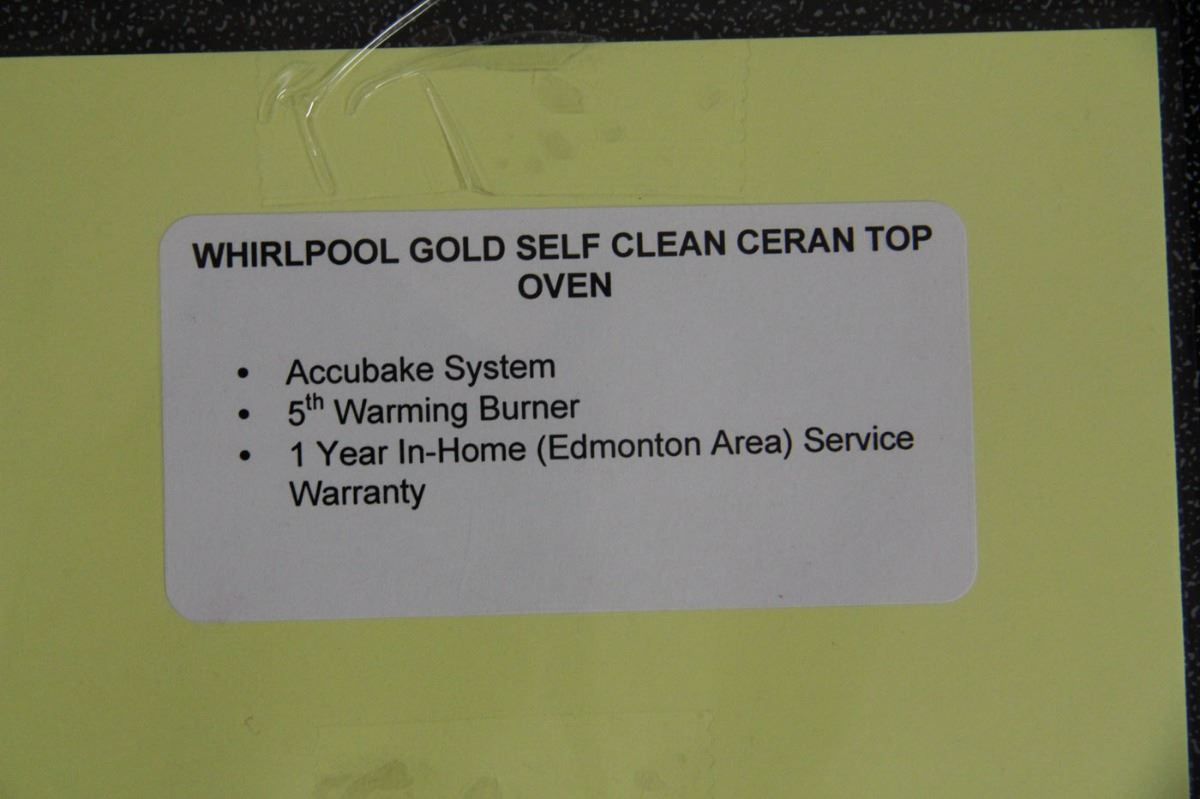 WHIRLPOOL GOLD SELF CLEAN CERAN TOP
OVEN
• Accubake System
• 5th Warming Burner
• 1 Year In-Home (Edmonton Area) Service
Warranty